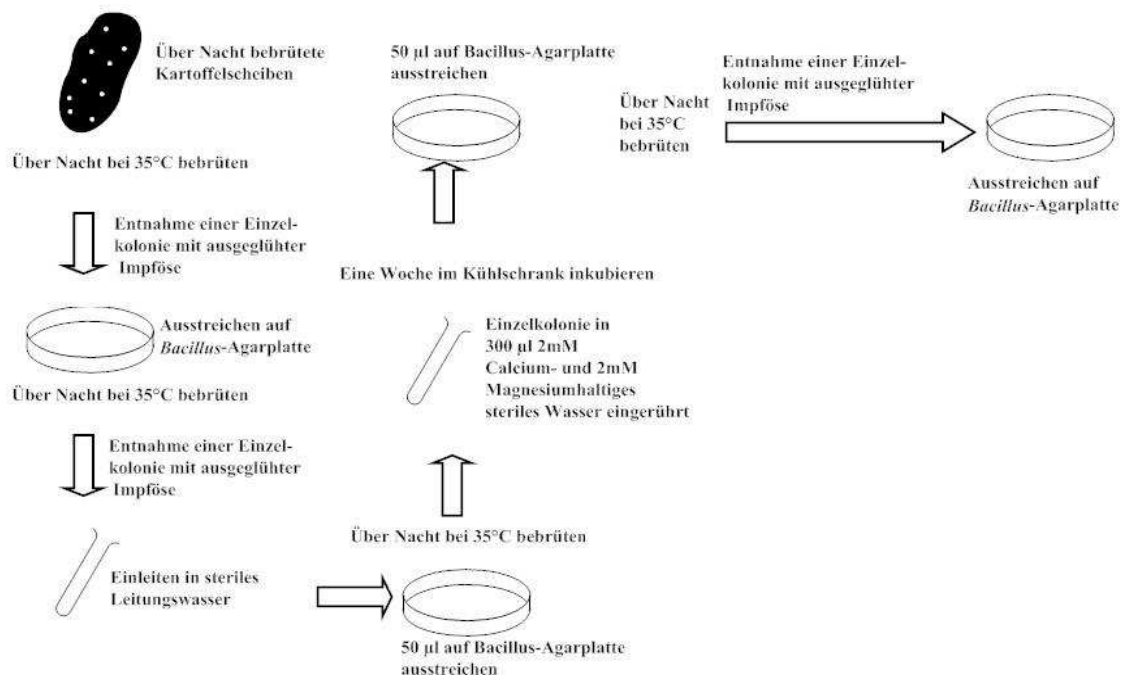 Über Nacht bebrütete
Kartoffelscheiben
Über Nacht bei 35°C bebrüten
Entnahme einer Einzel-
kolonie mit ausgeglühter
Impföse
Ausstreichen auf
Bacillus-Agarplatte
Über Nacht bei 35°C bebrüten
Entnahme einer Einzel-
kolonie mit ausgeglühter
Impföse
Einleiten in steriles
Leitungswasser
50 µl auf Bacillus-Agarplatte
ausstreichen
Über Nacht bei 35°C bebrüten
Einzelkolonie in
300 µl 2mM
Calcium- und 2mM
Magnesiumhaltiges
steriles Wasser eingerührt
Eine Woche im Kühlschrank inkubieren
50 µl auf Bacillus-Agarplatte
ausstreichen
Über Nacht
bei 35°C
bebrüten
Entnahme einer Einzel-
kolonie mit ausgeglühter
Impföse
Ausstreichen auf
Bacillus-Agarplatte